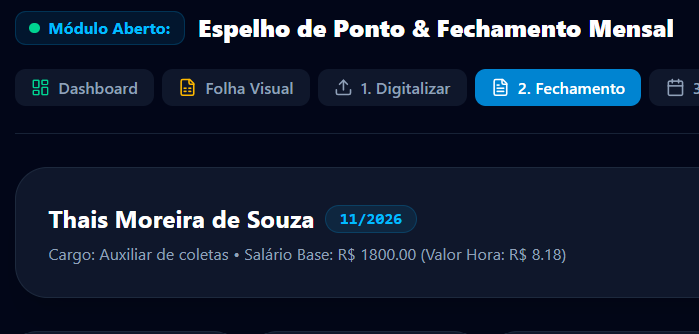 Módulo Aberto: Espelho de Ponto & Fechamento Mensal
Dashboard Folha Visual 1. Digitalizar 2. Fechamento 3
Thais Moreira de Souza 11/2026
Cargo: Auxiliar de coletas • Salário Base: R$ 1800.00 (Valor Hora: R$ 8.18)